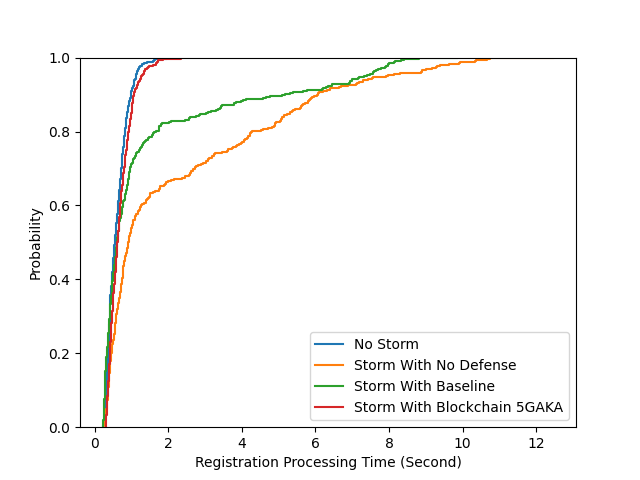 1.0
0.8
0.6
0.4
0.2
0.0
Probability
0 2 4 6 8 10 12
Registration Processing Time (Second)
No Storm
Storm With No Defense
Storm With Baseline
Storm With Blockchain 5GAKA